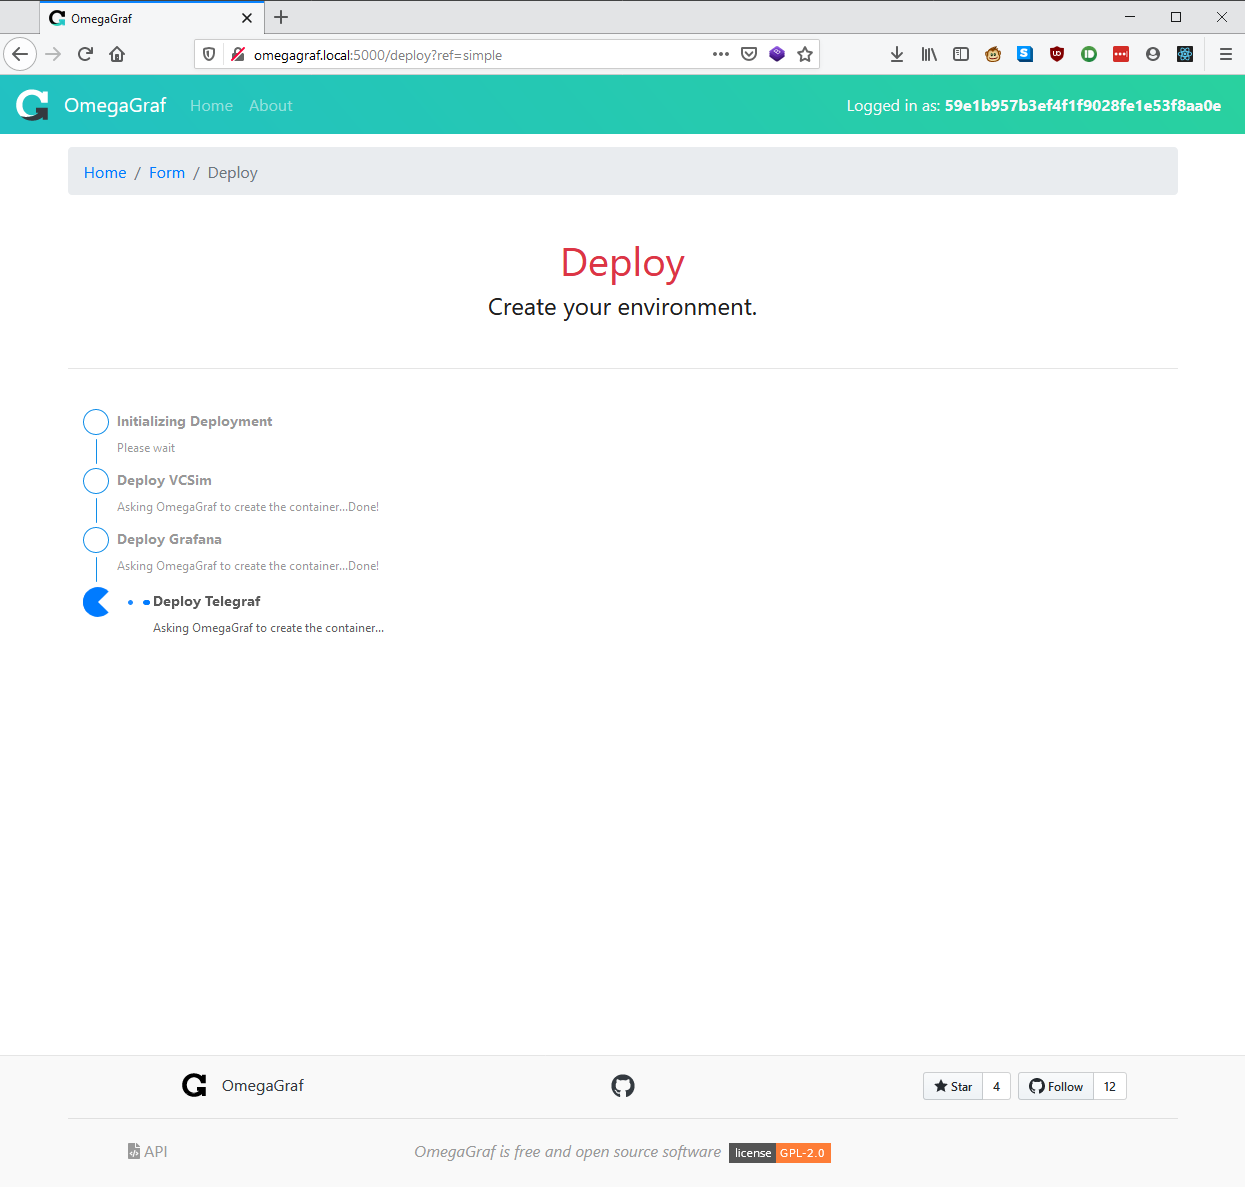 OmegaGraf
omegagraf.local:5000/deploy?ref=simple
OmegaGraf Home About Logged in as: 59e1b957b3ef4f1f9028fe1e53f8aa0e
Home / Form / Deploy
Deploy
Create your environment.
Initializing Deployment
Please wait
Deploy VCSim
Asking OmegaGraf to create the container...Done!
Deploy Grafana
Asking OmegaGraf to create the container...Done!
Deploy Telegraf
Asking OmegaGraf to create the container...
OmegaGraf Star 4 Follow 12
API OmegaGraf is free and open source software license GPL-2.0